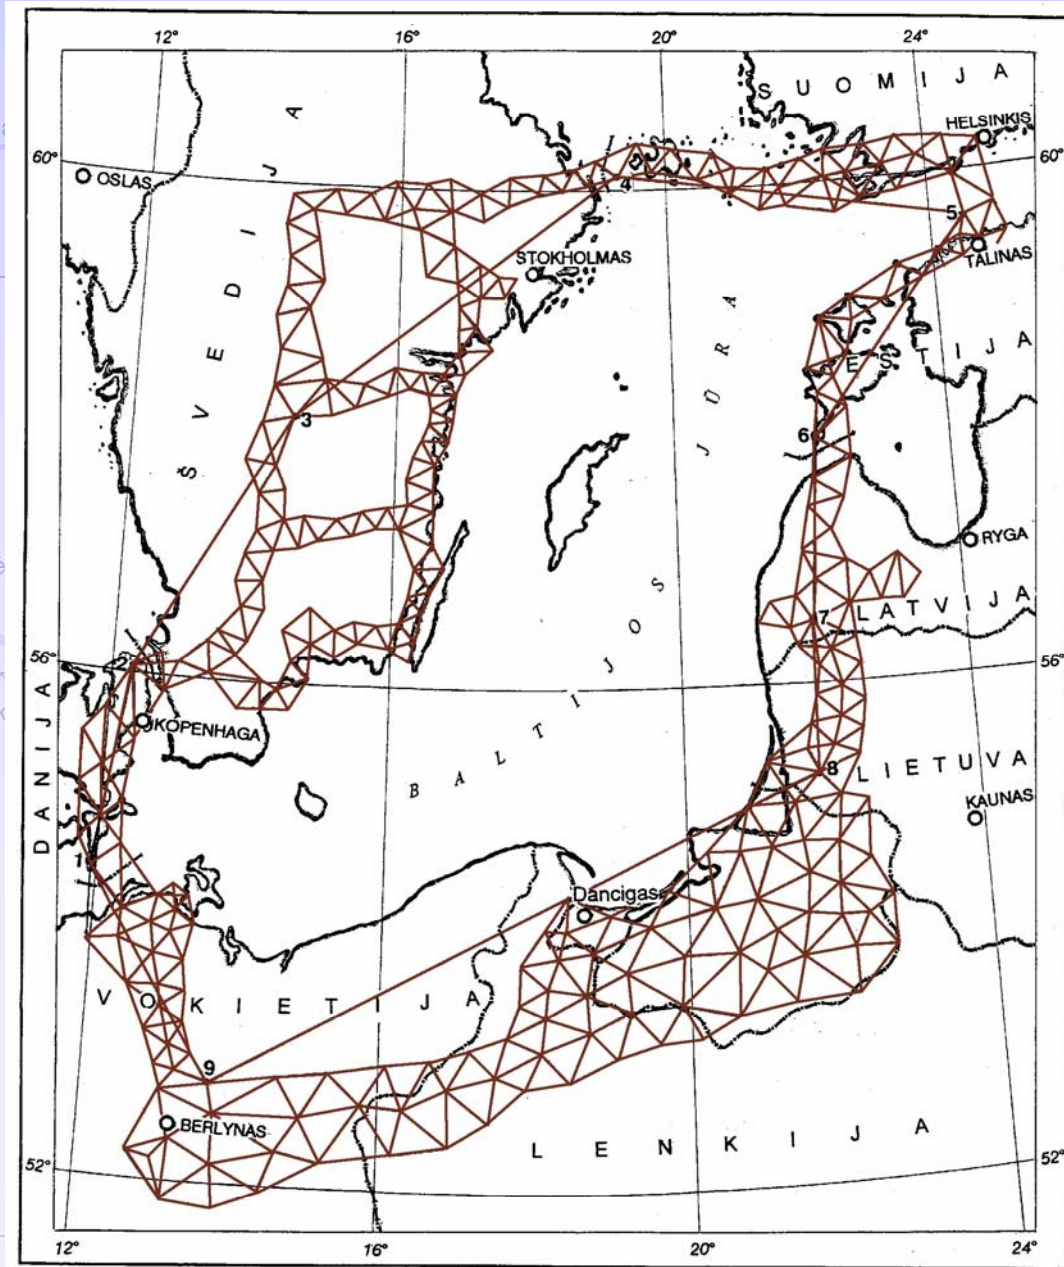 12° 16° 20° 24°
SUOMIJA
HELSINKIS
60° 60°
OSLAS
4
5
STOKHOLMAS
TALINAS
ŠVEDIJA
ESTIJA
JŪRA
3
6
RYGA
7
LATVIJA
56° 56°
2
KOPENHAGA
DANIJA
BALTIJOS
8
LIETUVA
KAUNAS
1
Dancigas
VOKIETIJA
9
BERLYNAS
LENKIJA
52° 52°
12° 16° 20° 24°